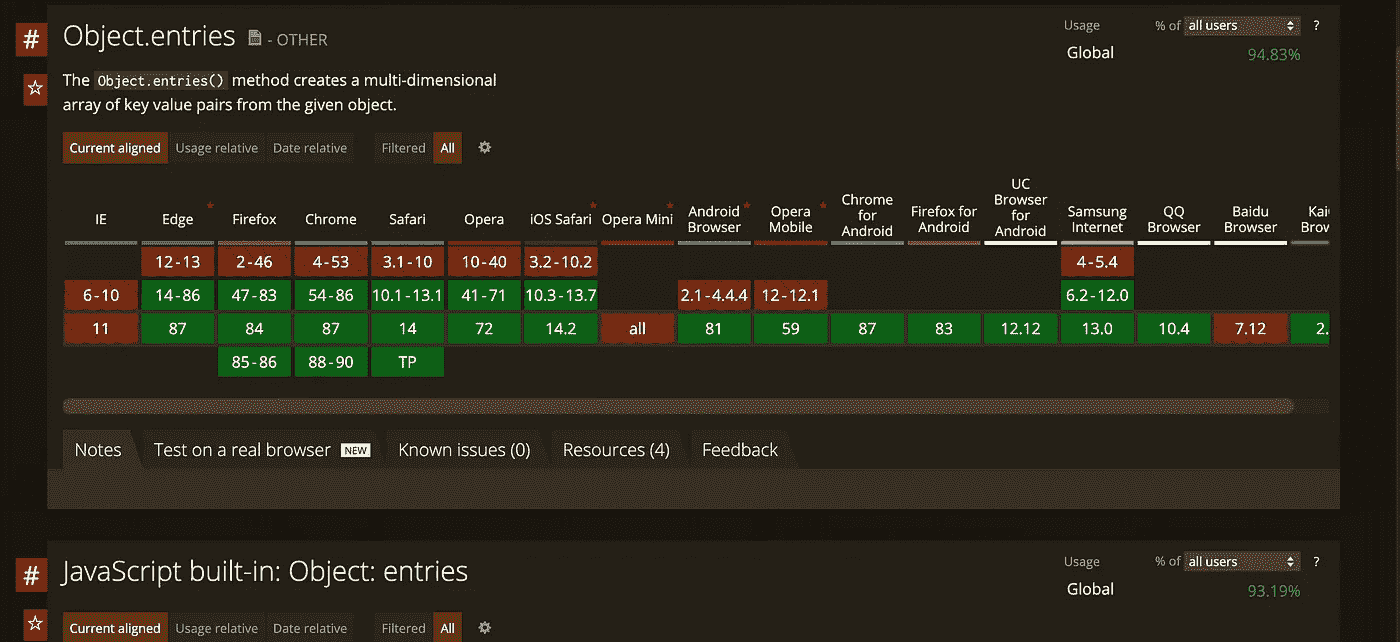 # Object.entries - OTHER
Usage % of all users ?
Global 94.83%
☆ The Object.entries() method creates a multi-dimensional
array of key value pairs from the given object.
Current aligned Usage relative Date relative Filtered All
IE Edge * Firefox Chrome Safari Opera iOS Safari * Opera Mini * Android Browser * Opera Mobile * Chrome for Android Firefox for Android UC Browser for Android Samsung Internet QQ Browser Baidu Browser
12-13 2-46 4-53 3.1-10 10-40 3.2-10.2 4-5.4
6-10 14-86 47-83 54-86 10.1-13.1 41-71 10.3-13.7 2.1-4.4.4 12-12.1 6.2-12.0
11 87 84 87 14 72 14.2 all 81 59 87 83 12.12 13.0 10.4 7.12 2.
85-86 88-90 TP
Notes Test on a real browser NEW Known issues (0) Resources (4) Feedback
# JavaScript built-in: Object: entries
Usage % of all users ?
Global 93.19%
☆ Current aligned Usage relative Date relative Filtered All